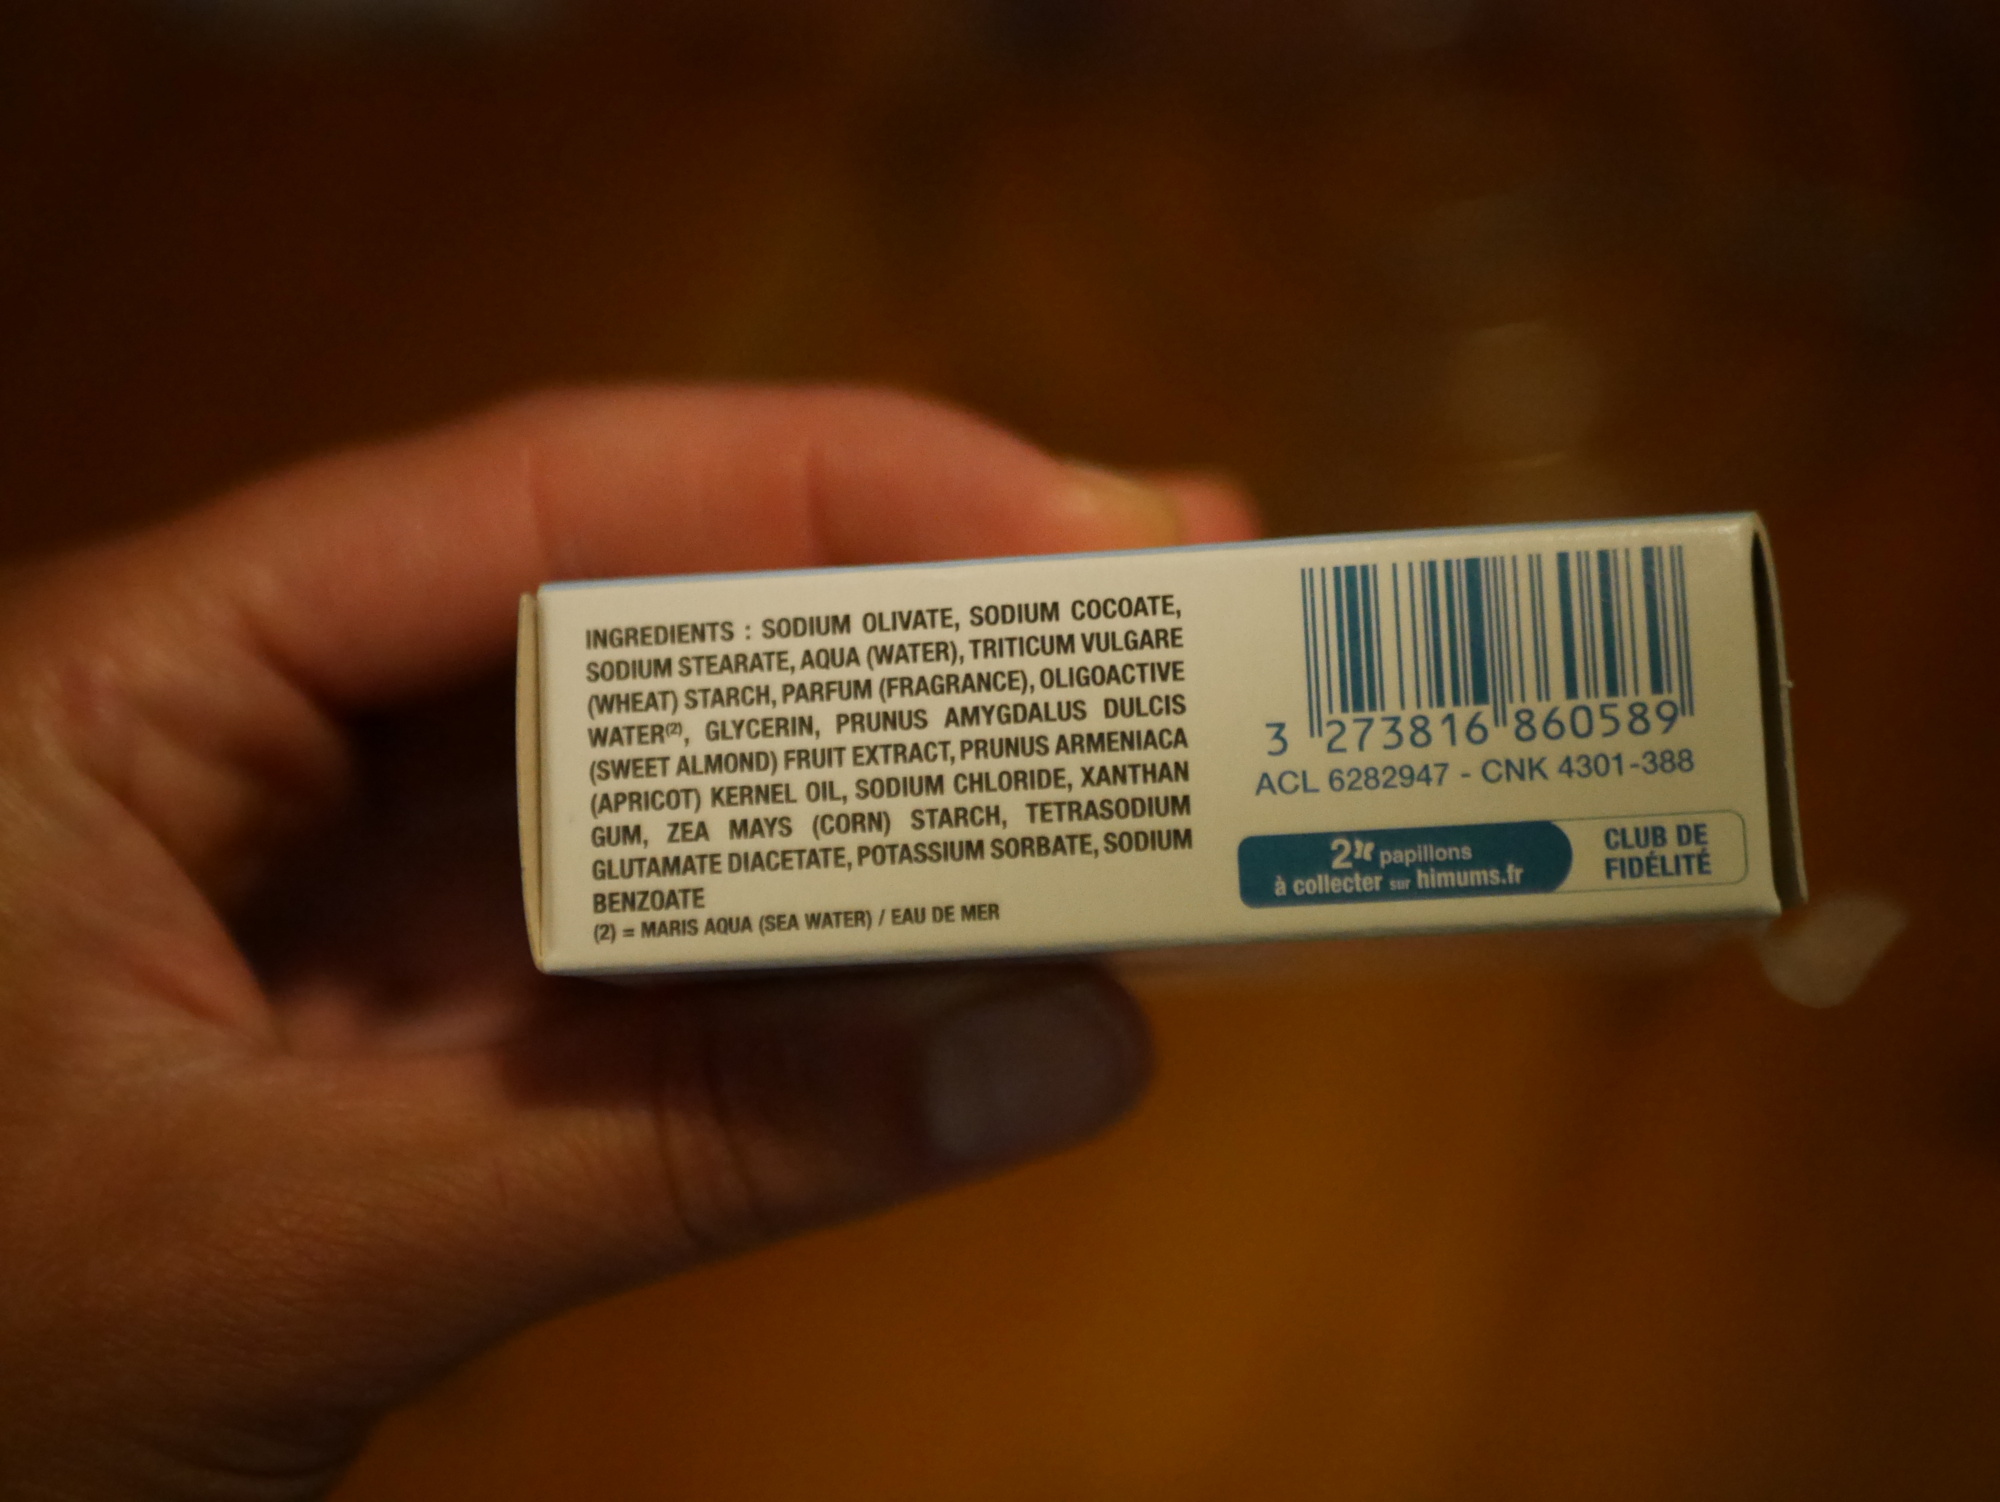 INGREDIENTS : SODIUM OLIVATE, SODIUM COCOATE,
SODIUM STEARATE, AQUA (WATER), TRITICUM VULGARE
(WHEAT) STARCH, PARFUM (FRAGRANCE), OLIGOACTIVE
WATER⁽²⁾, GLYCERIN, PRUNUS AMYGDALUS DULCIS
(SWEET ALMOND) FRUIT EXTRACT, PRUNUS ARMENIACA
(APRICOT) KERNEL OIL, SODIUM CHLORIDE, XANTHAN
GUM, ZEA MAYS (CORN) STARCH, TETRASODIUM
GLUTAMATE DIACETATE, POTASSIUM SORBATE, SODIUM
BENZOATE
(2) = MARIS AQUA (SEA WATER) / EAU DE MER
3 273816 860589
ACL 6282947 - CNK 4301-388
2 papillons
à collecter sur himums.fr
CLUB DE
FIDÉLITÉ